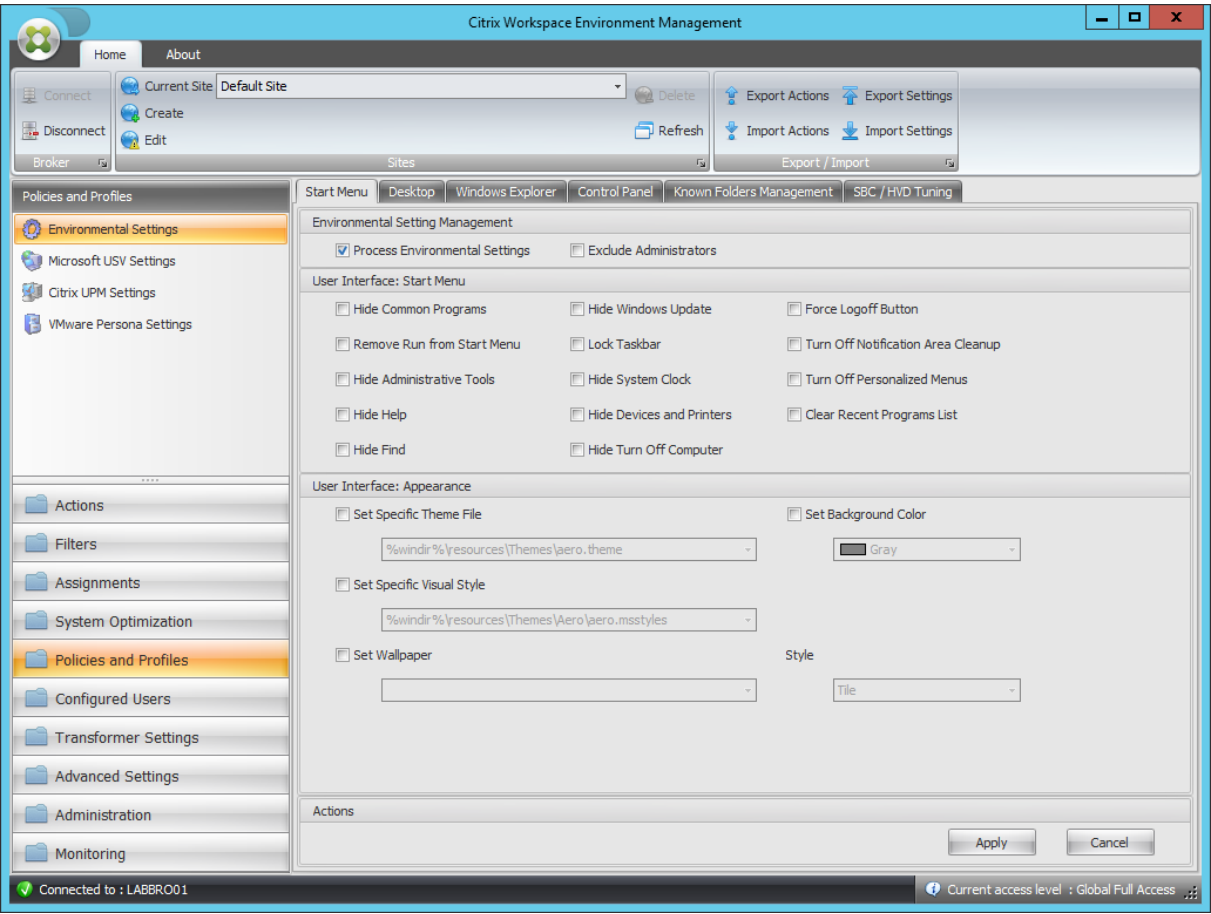 Citrix Workspace Environment Management
Home About
Connect
Disconnect
Broker
Current Site Default Site
Create
Edit
Delete
Refresh
Sites
Export Actions Export Settings
Import Actions Import Settings
Export / Import
Policies and Profiles
Environmental Settings
Microsoft USV Settings
Citrix UPM Settings
VMware Persona Settings
Actions
Filters
Assignments
System Optimization
Policies and Profiles
Configured Users
Transformer Settings
Advanced Settings
Administration
Monitoring
Start Menu Desktop Windows Explorer Control Panel Known Folders Management SBC / HVD Tuning
Environmental Setting Management
Process Environmental Settings Exclude Administrators
User Interface: Start Menu
Hide Common Programs Hide Windows Update Force Logoff Button
Remove Run from Start Menu Lock Taskbar Turn Off Notification Area Cleanup
Hide Administrative Tools Hide System Clock Turn Off Personalized Menus
Hide Help Hide Devices and Printers Clear Recent Programs List
Hide Find Hide Turn Off Computer
User Interface: Appearance
Set Specific Theme File Set Background Color
%windir%\resources\Themes\aero.theme Gray
Set Specific Visual Style
%windir%\resources\Themes\Aero\aero.msstyles
Set Wallpaper Style
Tile
Actions
Apply Cancel
Connected to : LABBRO01 Current access level : Global Full Access